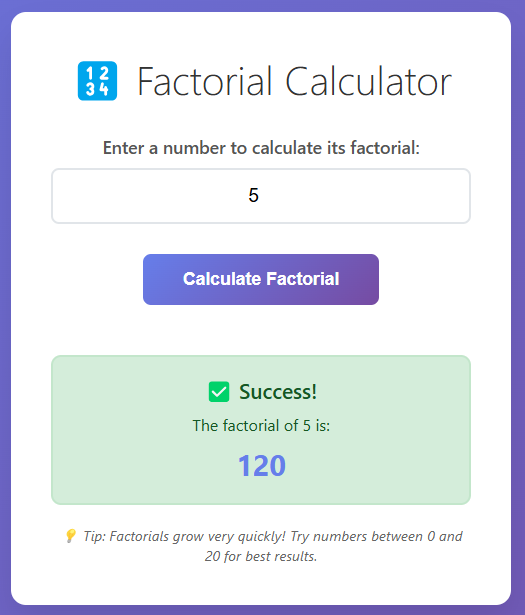 🔢 Factorial Calculator
Enter a number to calculate its factorial:
5
Calculate Factorial
✅ Success!
The factorial of 5 is:
120
💡 Tip: Factorials grow very quickly! Try numbers between 0 and
20 for best results.